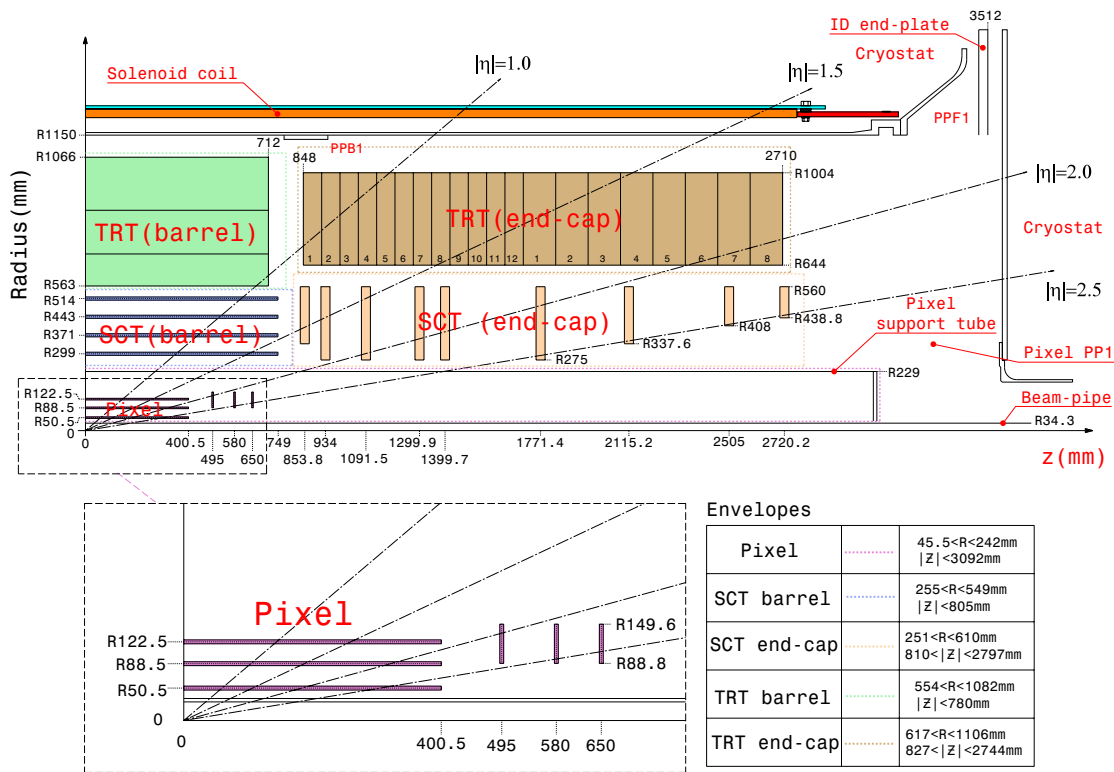 3512
ID end-plate
Cryostat
|η|=1.0
|η|=1.5
Solenoid coil
PPF1
R1150
712
PPB1
R1066
848
2710
R1004
|η|=2.0
Radius(mm)
TRT(barrel)
TRT(end-cap)
Cryostat
1 2 3 4 5 6 7 8 9 10 11 12 1 2 3 4 5 6 7 8
R644
R563
R514
R443
R371
R299
SCT(barrel)
SCT (end-cap)
R560
R438.8
R408
R337.6
R275
|η|=2.5
Pixel
support tube
Pixel PP1
R229
R122.5
R88.5
R50.5
0
Pixel
Beam-pipe
R34.3
0
400.5
495
580
650
749
853.8
934
1091.5
1299.9
1399.7
1771.4
2115.2
2505
2720.2
z(mm)
Pixel
R122.5
R88.5
R50.5
0
R149.6
R88.8
0
400.5
495
580
650
Envelopes
Pixel
45.5<R<242mm
|Z|<3092mm
SCT barrel
255<R<549mm
|Z|<805mm
SCT end-cap
251<R<610mm
810<|Z|<2797mm
TRT barrel
554<R<1082mm
|Z|<780mm
TRT end-cap
617<R<1106mm
827<|Z|<2744mm